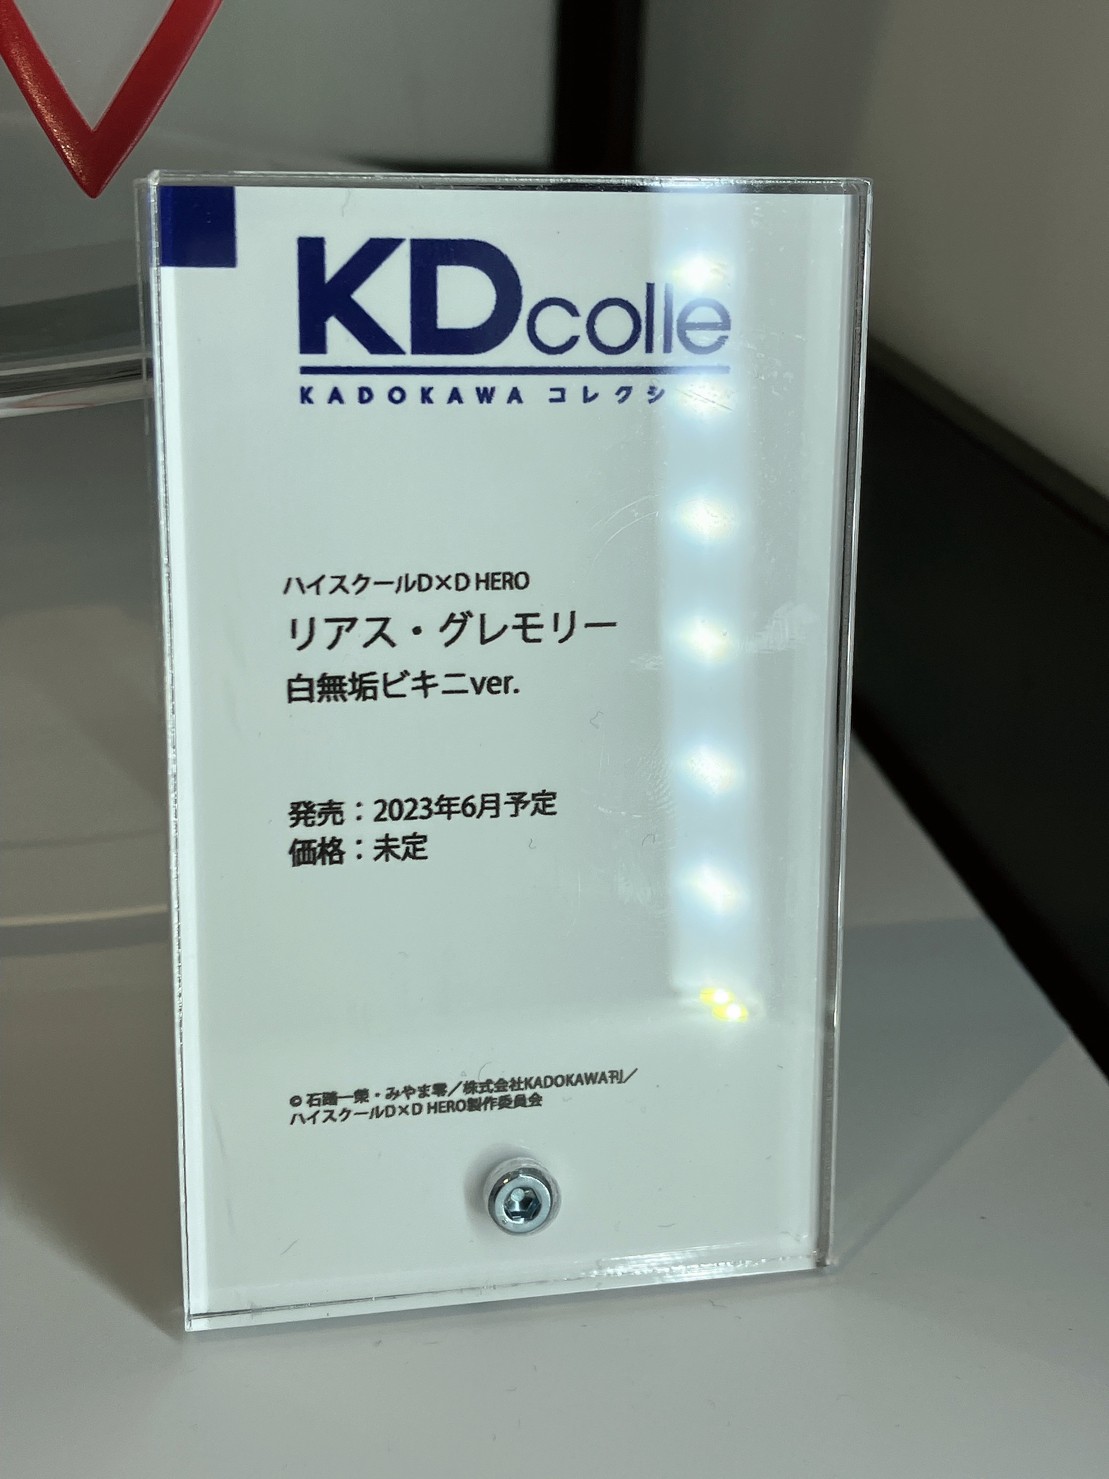 KDcolle
KADOKAWA コレクシ
ハイスクールD×D HERO
リアス・グレモリー
白無垢ビキニver.
発売：2023年6月予定
価格：未定
© 石踏一榮・みやま零／株式会社KADOKAWA刊／
ハイスクールD×D HERO製作委員会